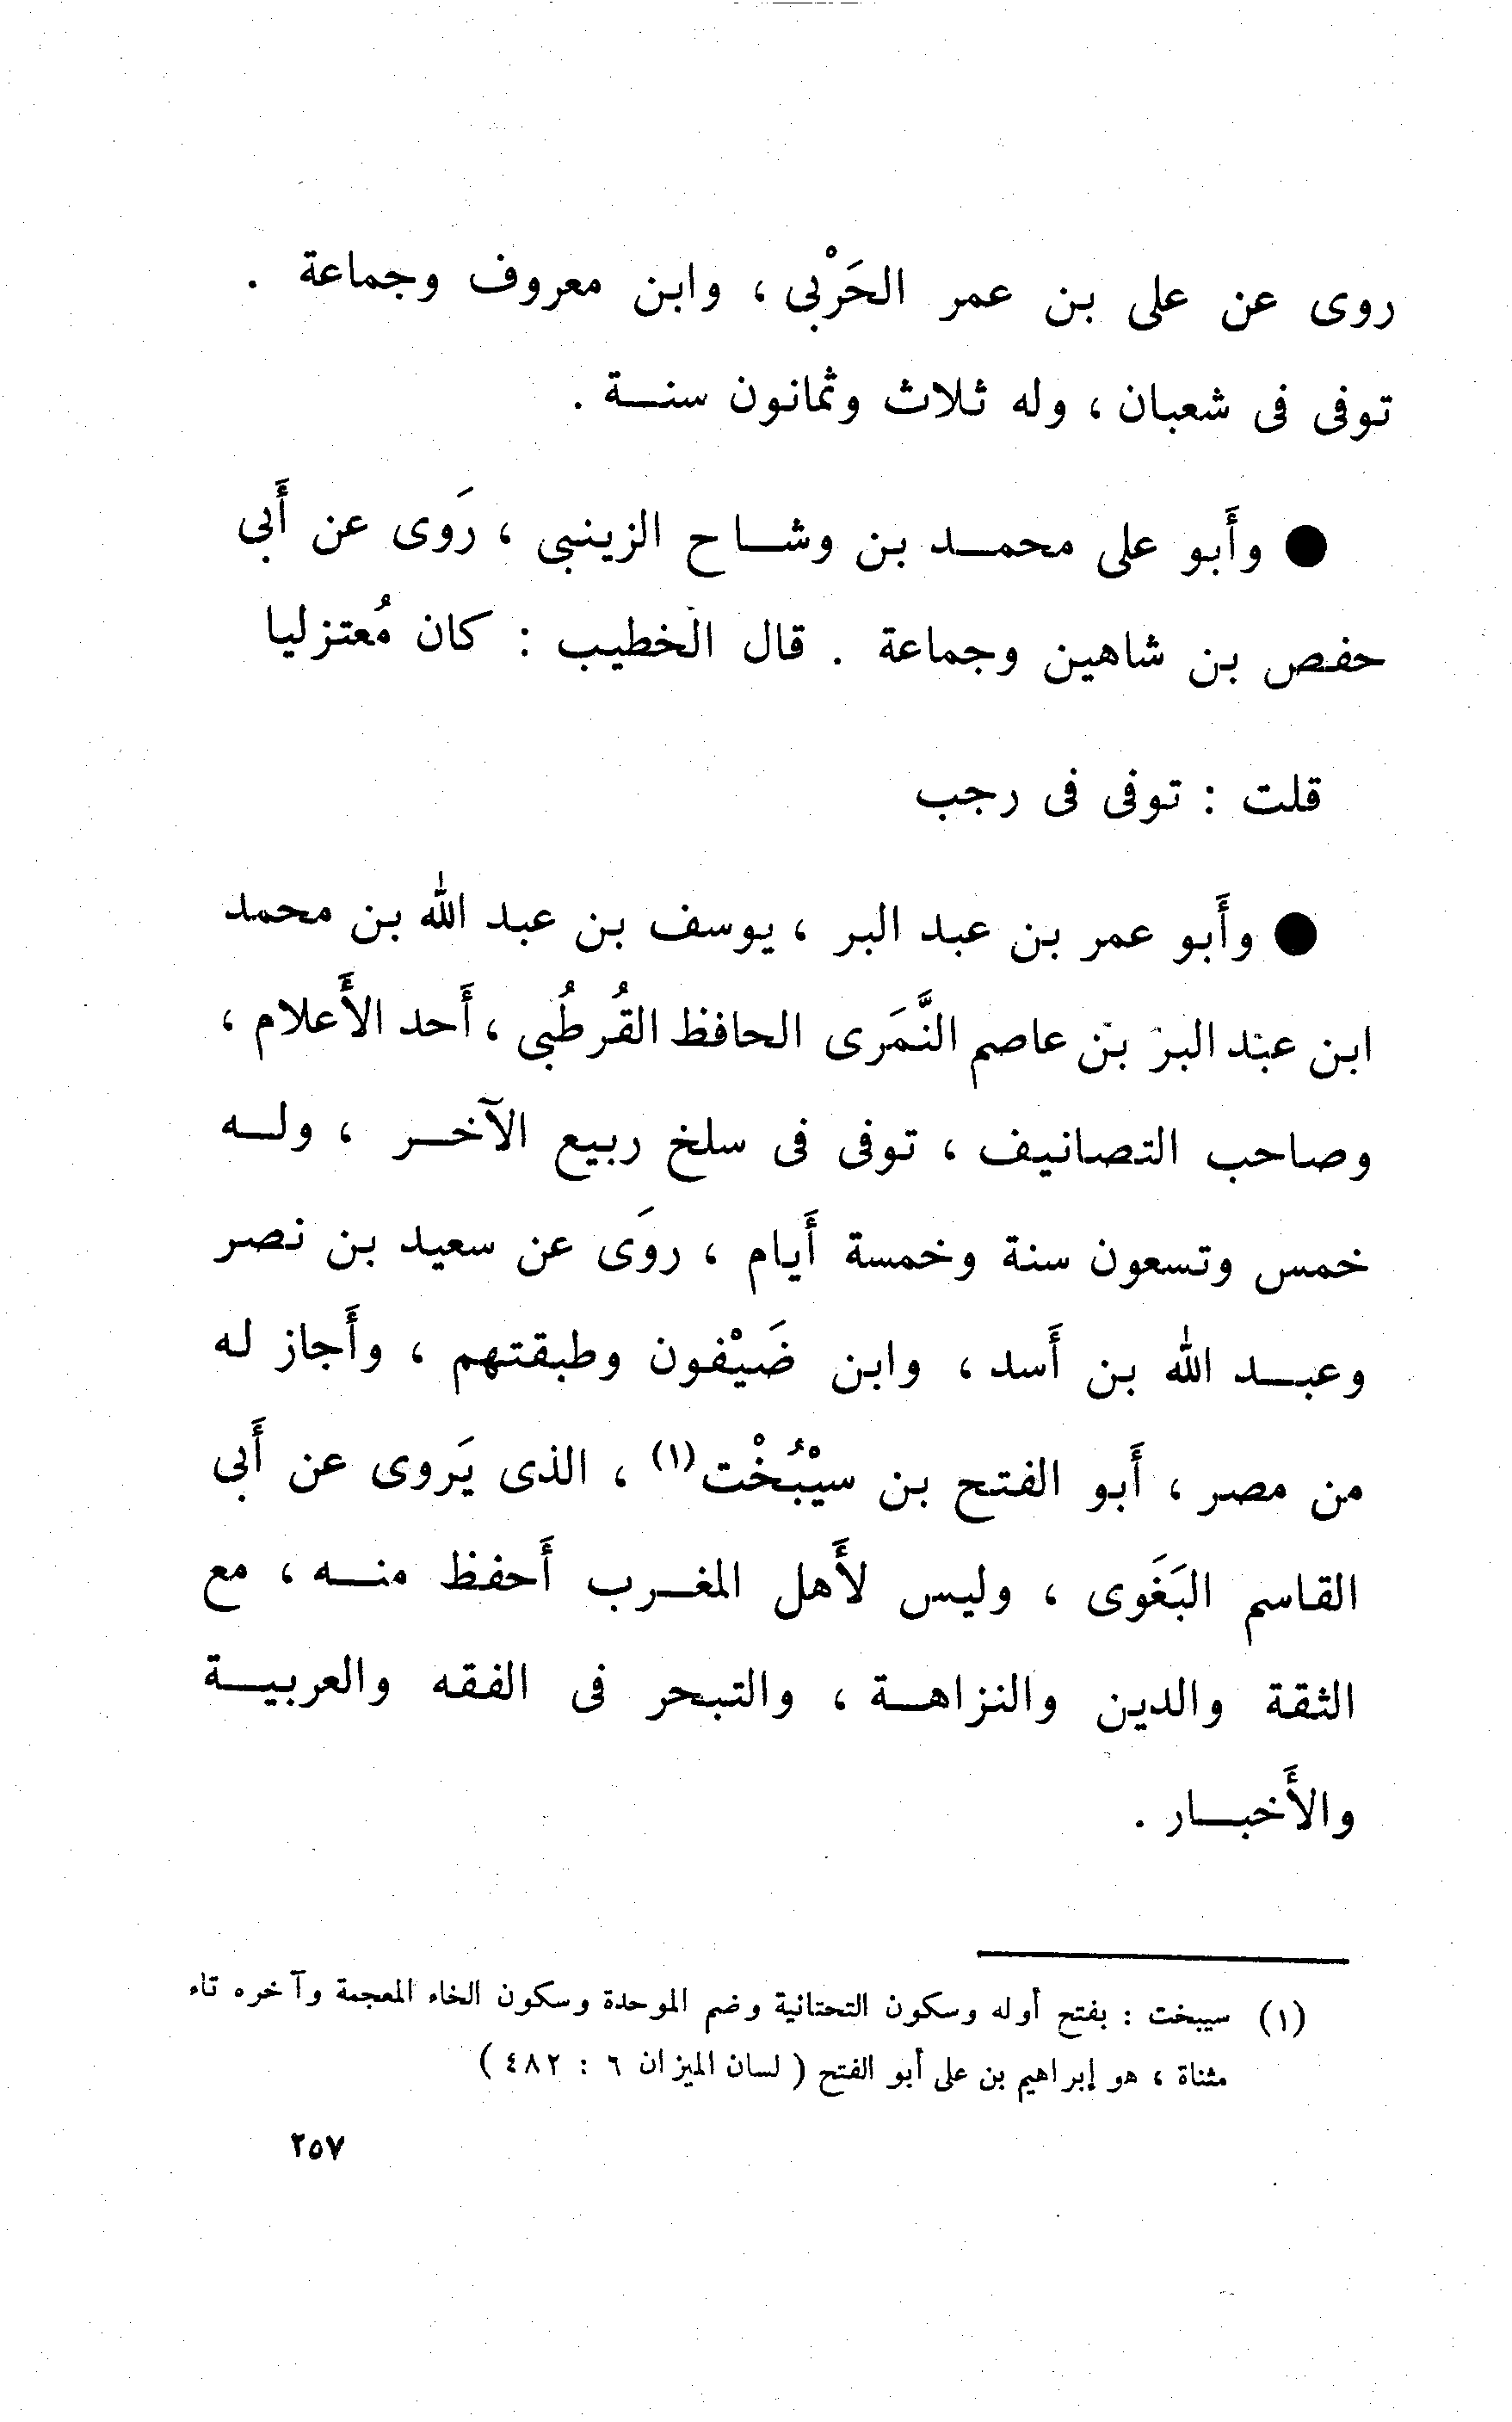 روى عن على بن عمر الحَرْبى ، وابن معروف وجماعة .
توفى فى شعبان ، وله ثلاث وثمانون سنة .
● وأَبو على محمد بن وشاح الزينبى ، رَوى عن أَبى
حفص بن شاهين وجماعة . قال الخطيب : كان مُعتزليا
قلت : توفى فى رجب
● وأَبو عمر بن عبد البر ، يوسف بن عبد الله بن محمد
ابن عبد البر بن عاصم النَّمَرى الحافظ القُرطُبى ، أَحد الأَعلام ،
وصاحب التصانيف ، توفى فى سلخ ربيع الآخر ، وله
خمس وتسعون سنة وخمسة أَيام ، روَى عن سعيد بن نصر
وعبد الله بن أَسد ، وابن ضَيْفون وطبقتهم ، وأَجاز له
من مصر ، أَبو الفتح بن سيْبُخْت(١) ، الذى يَروى عن أَبى
القاسم البَغَوى ، وليس لأَهل المغرب أَحفظ منه ، مع
الثقة والدين والنزاهة ، والتبحر فى الفقه والعربية
والأَخبار .
(١) سيبخت : بفتح أوله وسكون التحتانية وضم الموحدة وسكون الخاء المعجمة وآخره تاء
مثناة ، هو إبراهيم بن على أبو الفتح ( لسان الميزان ٦ : ٤٨٢ )
٢٥٧